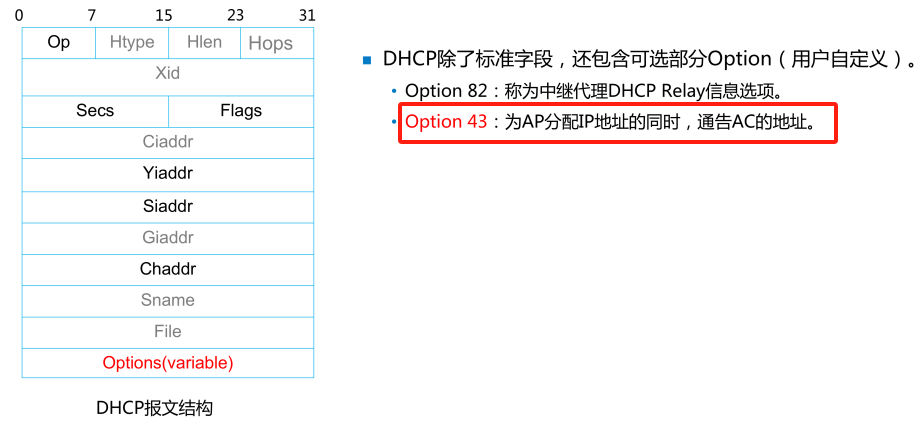 0 7 15 23 31
Op Htype Hlen Hops
Xid
Secs Flags
Ciaddr
Yiaddr
Siaddr
Giaddr
Chaddr
Sname
File
Options(variable)
DHCP报文结构
DHCP除了标准字段，还包含可选部分Option（用户自定义）。
Option 82：称为中继代理DHCP Relay信息选项。
Option 43：为AP分配IP地址的同时，通告AC的地址。